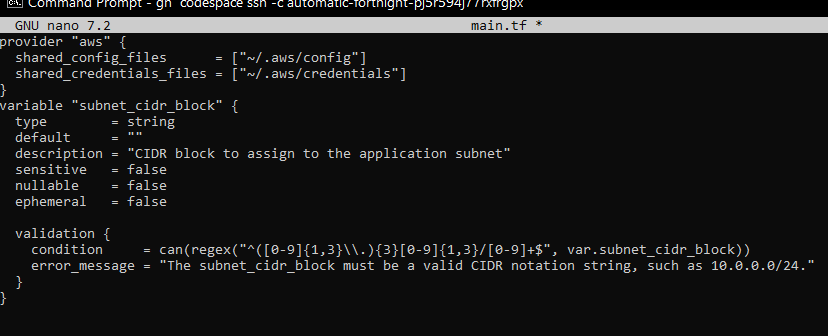 Command Prompt - gh codespace ssh -c automatic-fortnight-pj5r594j77rxfrgpx
GNU nano 7.2 main.tf *
provider "aws" {
  shared_config_files      = ["~/.aws/config"]
  shared_credentials_files = ["~/.aws/credentials"]
}
variable "subnet_cidr_block" {
  type        = string
  default     = ""
  description = "CIDR block to assign to the application subnet"
  sensitive   = false
  nullable    = false
  ephemeral   = false

  validation {
    condition     = can(regex("^([0-9]{1,3}\\.){3}[0-9]{1,3}/[0-9]+$", var.subnet_cidr_block))
    error_message = "The subnet_cidr_block must be a valid CIDR notation string, such as 10.0.0.0/24."
  }
}